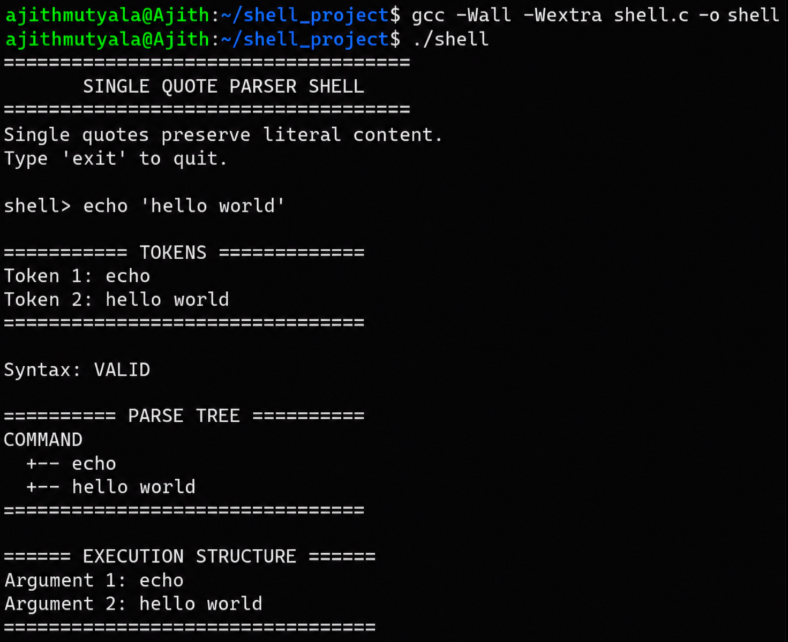 ajithmutyala@Ajith:~/shell_project$ gcc -Wall -Wextra shell.c -o shell
ajithmutyala@Ajith:~/shell_project$ ./shell
====================================
       SINGLE QUOTE PARSER SHELL
====================================
Single quotes preserve literal content.
Type 'exit' to quit.

shell> echo 'hello world'

=========== TOKENS =============
Token 1: echo
Token 2: hello world
================================

Syntax: VALID

========== PARSE TREE ==========
COMMAND
  +-- echo
  +-- hello world
================================

====== EXECUTION STRUCTURE ======
Argument 1: echo
Argument 2: hello world
=================================